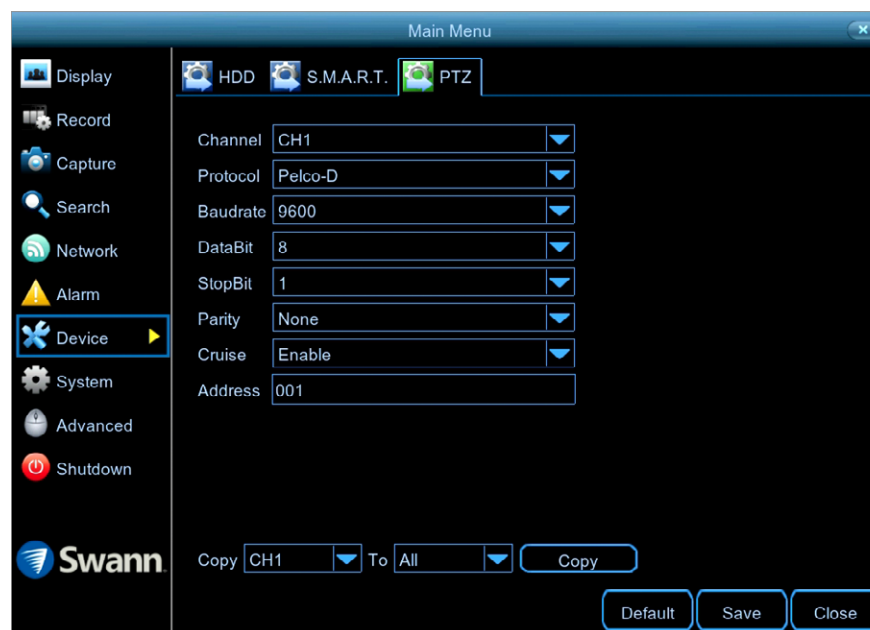 Main Menu
Display
Record
Capture
Search
Network
Alarm
Device
System
Advanced
Shutdown
Swann
HDD S.M.A.R.T. PTZ
Channel CH1
Protocol Pelco-D
Baudrate 9600
DataBit 8
StopBit 1
Parity None
Cruise Enable
Address 001
Copy CH1 To All Copy
Default Save Close